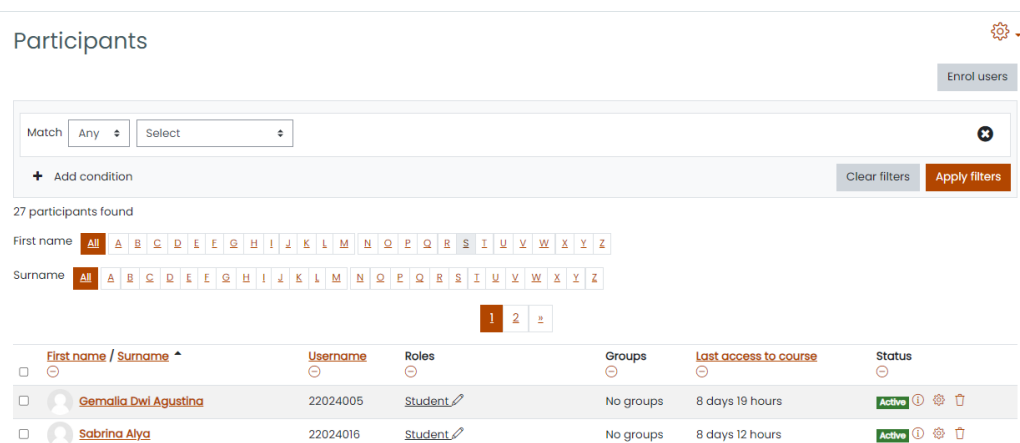 Participants
Enrol users
Match Any Select
Add condition
Clear filters Apply filters
27 participants found
First name All A B C D E F G H I J K L M N O P Q R S T U V W X Y Z
Surname All A B C D E F G H I J K L M N O P Q R S T U V W X Y Z
1 2 »
First name / Surname Username Roles Groups Last access to course Status
Gemalia Dwi Agustina 22024005 Student No groups 8 days 19 hours Active
Sabrina Alya 22024016 Student No groups 8 days 12 hours Active